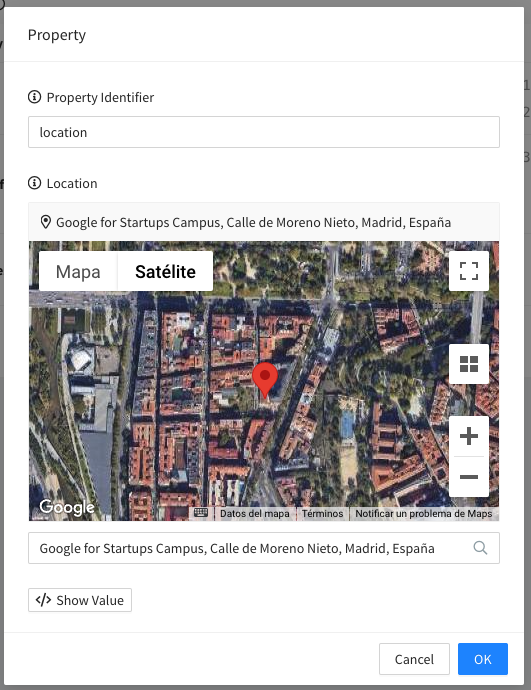 Property
Property Identifier
location
Location
Google for Startups Campus, Calle de Moreno Nieto, Madrid, España
Mapa
Satélite
Google
Datos del mapa
Términos
Notificar un problema de Maps
Google for Startups Campus, Calle de Moreno Nieto, Madrid, España
</> Show Value
Cancel
OK